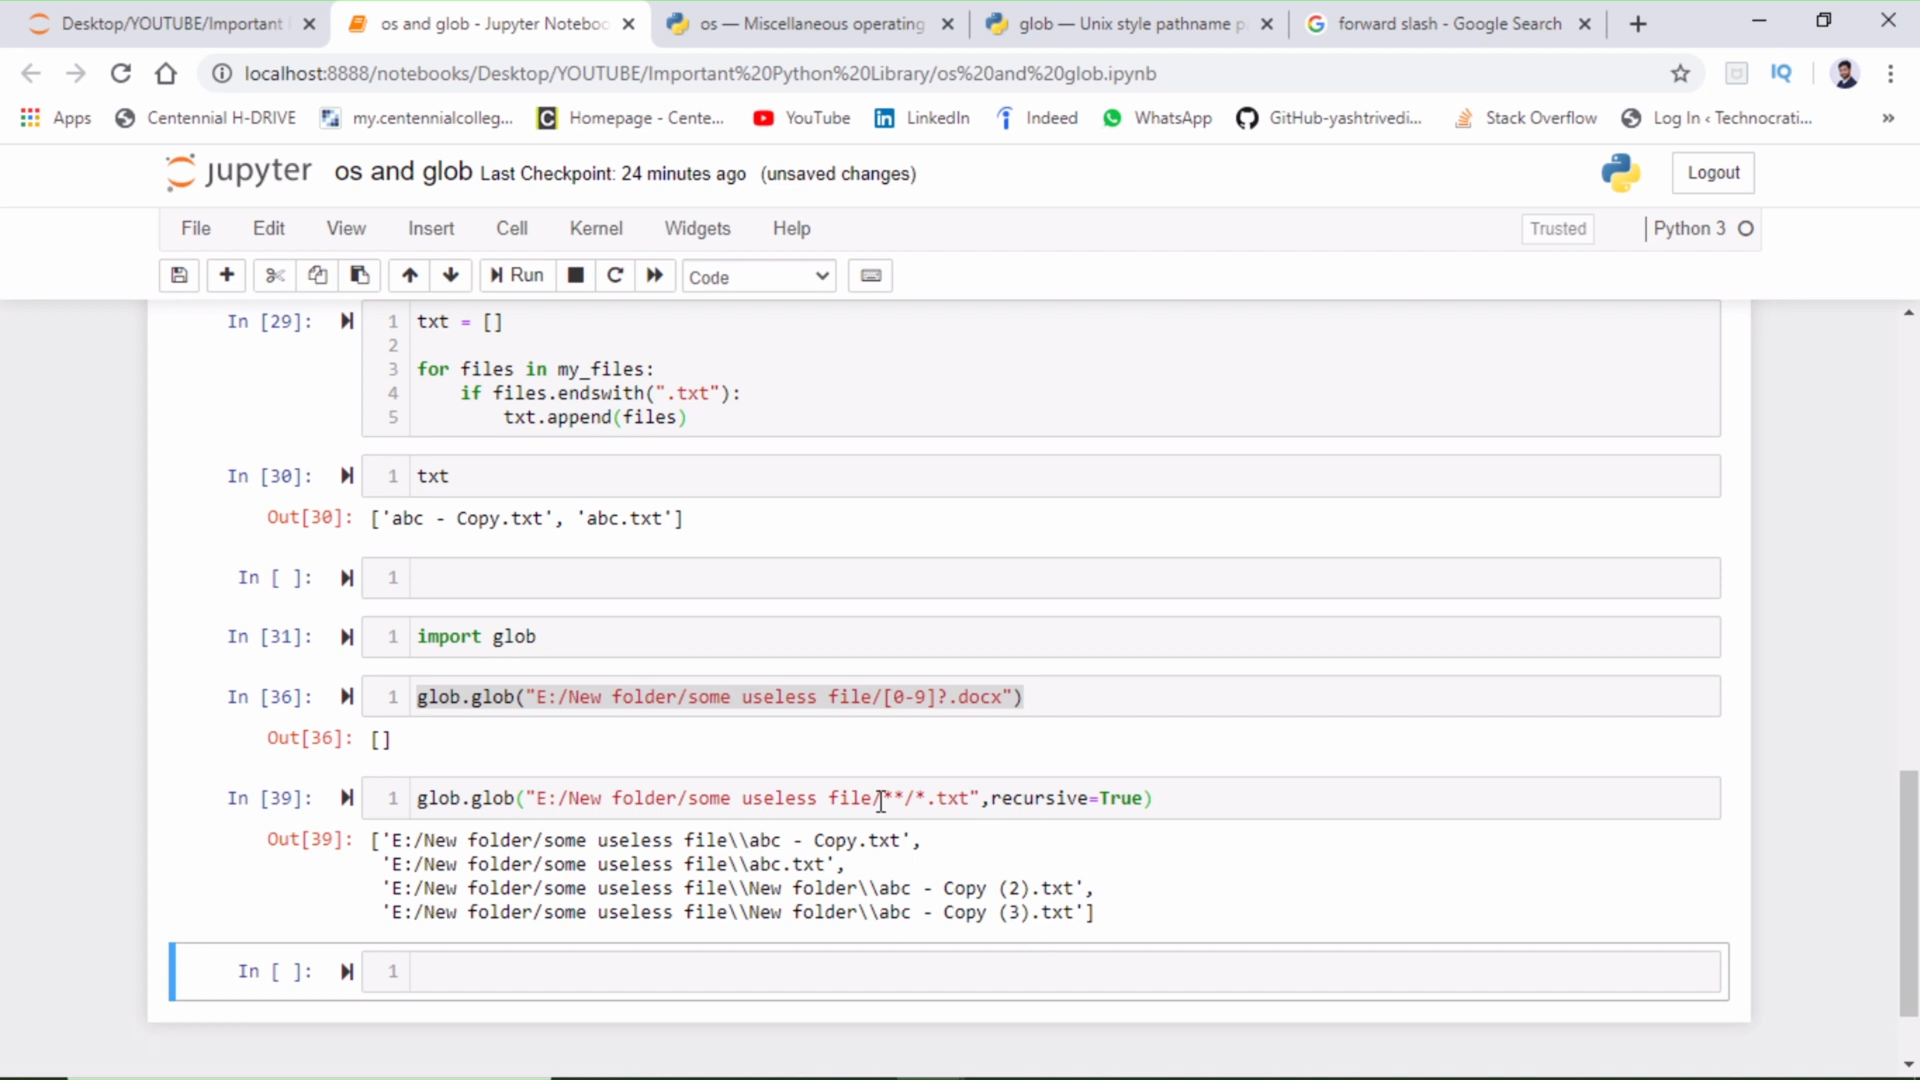 Desktop/YOUTUBE/Important
os and glob - Jupyter Noteboo
os — Miscellaneous operating
glob — Unix style pathname p
forward slash - Google Search
localhost:8888/notebooks/Desktop/YOUTUBE/Important%20Python%20Library/os%20and%20glob.ipynb
IQ
Apps
Centennial H-DRIVE
my.centennialcolleg...
Homepage - Cente...
YouTube
LinkedIn
Indeed
WhatsApp
GitHub-yashtrivedi...
Stack Overflow
Log In ‹ Technocrati...
»
jupyter os and glob Last Checkpoint: 24 minutes ago (unsaved changes)
Logout
File Edit View Insert Cell Kernel Widgets Help
Trusted
Python 3
Run
Code
In [29]:
1 txt = []
2
3 for files in my_files:
4 if files.endswith(".txt"):
5 txt.append(files)
In [30]: 1 txt
Out[30]: ['abc - Copy.txt', 'abc.txt']
In [ ]: 1
In [31]: 1 import glob
In [36]: 1 glob.glob("E:/New folder/some useless file/[0-9]?.docx")
Out[36]: []
In [39]: 1 glob.glob("E:/New folder/some useless file/**/*.txt",recursive=True)
Out[39]: ['E:/New folder/some useless file\\abc - Copy.txt',
'E:/New folder/some useless file\\abc.txt',
'E:/New folder/some useless file\\New folder\\abc - Copy (2).txt',
'E:/New folder/some useless file\\New folder\\abc - Copy (3).txt']
In [ ]: 1